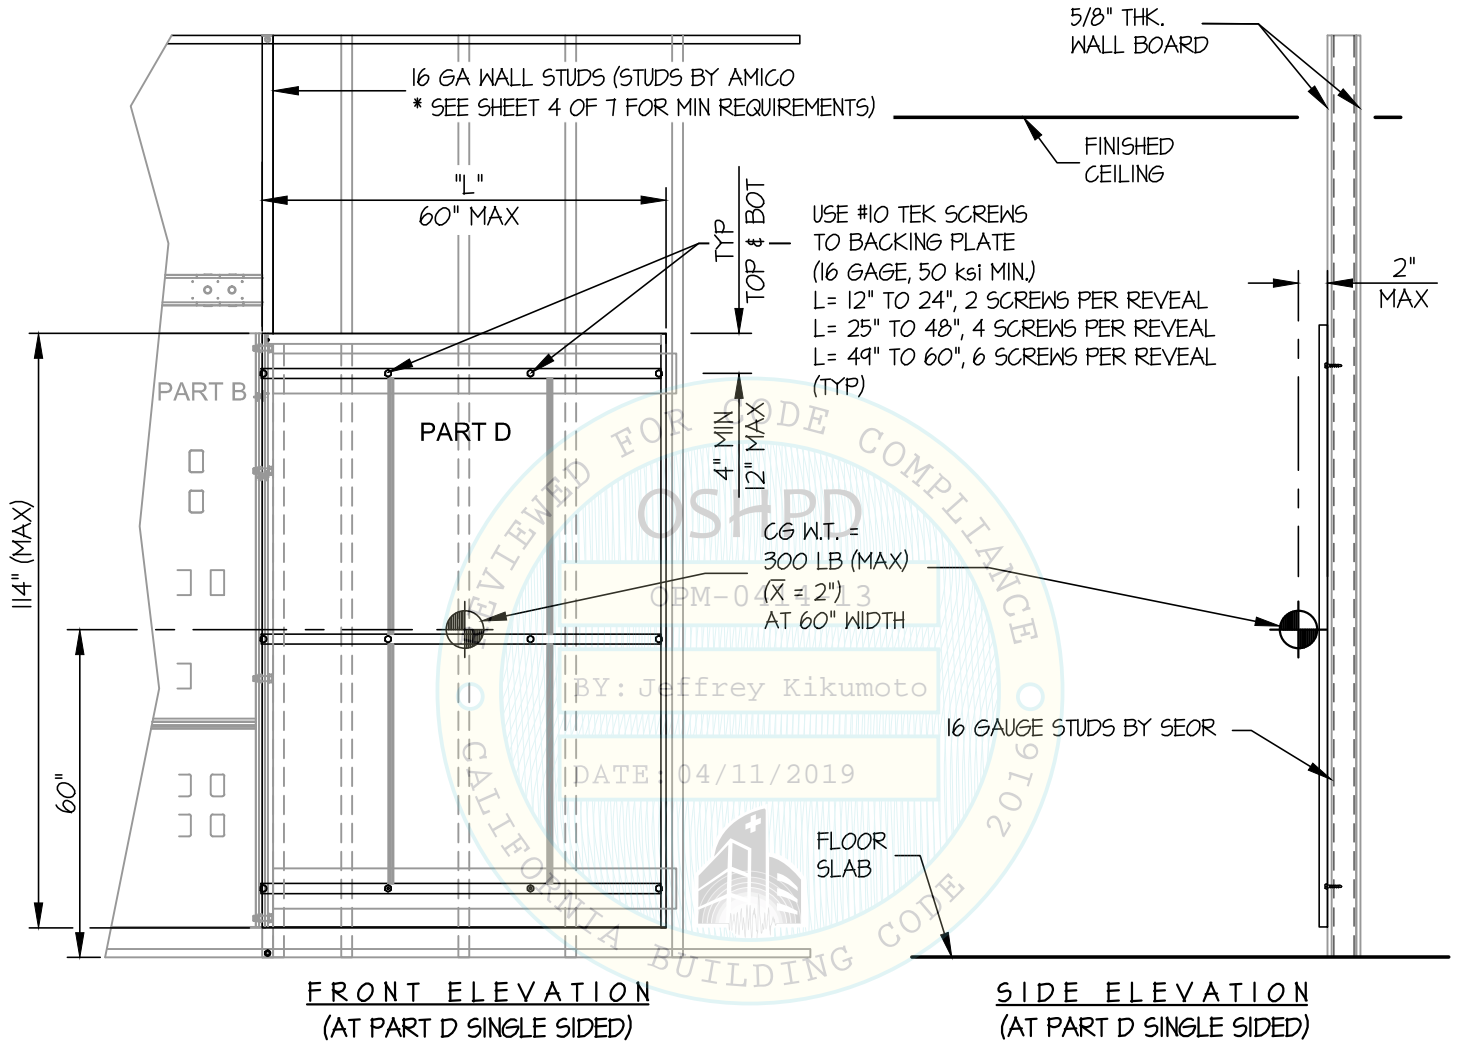 5/8" THK.
WALL BOARD
16 GA WALL STUDS (STUDS BY AMICO
* SEE SHEET 4 OF 7 FOR MIN REQUIREMENTS)
FINISHED
CEILING
"L"
60" MAX
TYP
TOP & BOT
USE #10 TEK SCREWS
TO BACKING PLATE
(16 GAGE, 50 ksi MIN.)
L= 12" TO 24", 2 SCREWS PER REVEAL
L= 25" TO 48", 4 SCREWS PER REVEAL
L= 49" TO 60", 6 SCREWS PER REVEAL
(TYP)
2"
MAX
PART B
PART D
4" MIN
12" MAX
114" (MAX)
60"
CG W.T. =
300 LB (MAX)
(X̅ = 2")
AT 60" WIDTH
REVIEWED FOR CODE COMPLIANCE
OSHPD
OPM-0414-13
BY: Jeffrey Kikumoto
DATE: 04/11/2019
CALIFORNIA BUILDING CODE 2016
16 GAUGE STUDS BY SEOR
FLOOR
SLAB
FRONT ELEVATION
(AT PART D SINGLE SIDED)
SIDE ELEVATION
(AT PART D SINGLE SIDED)